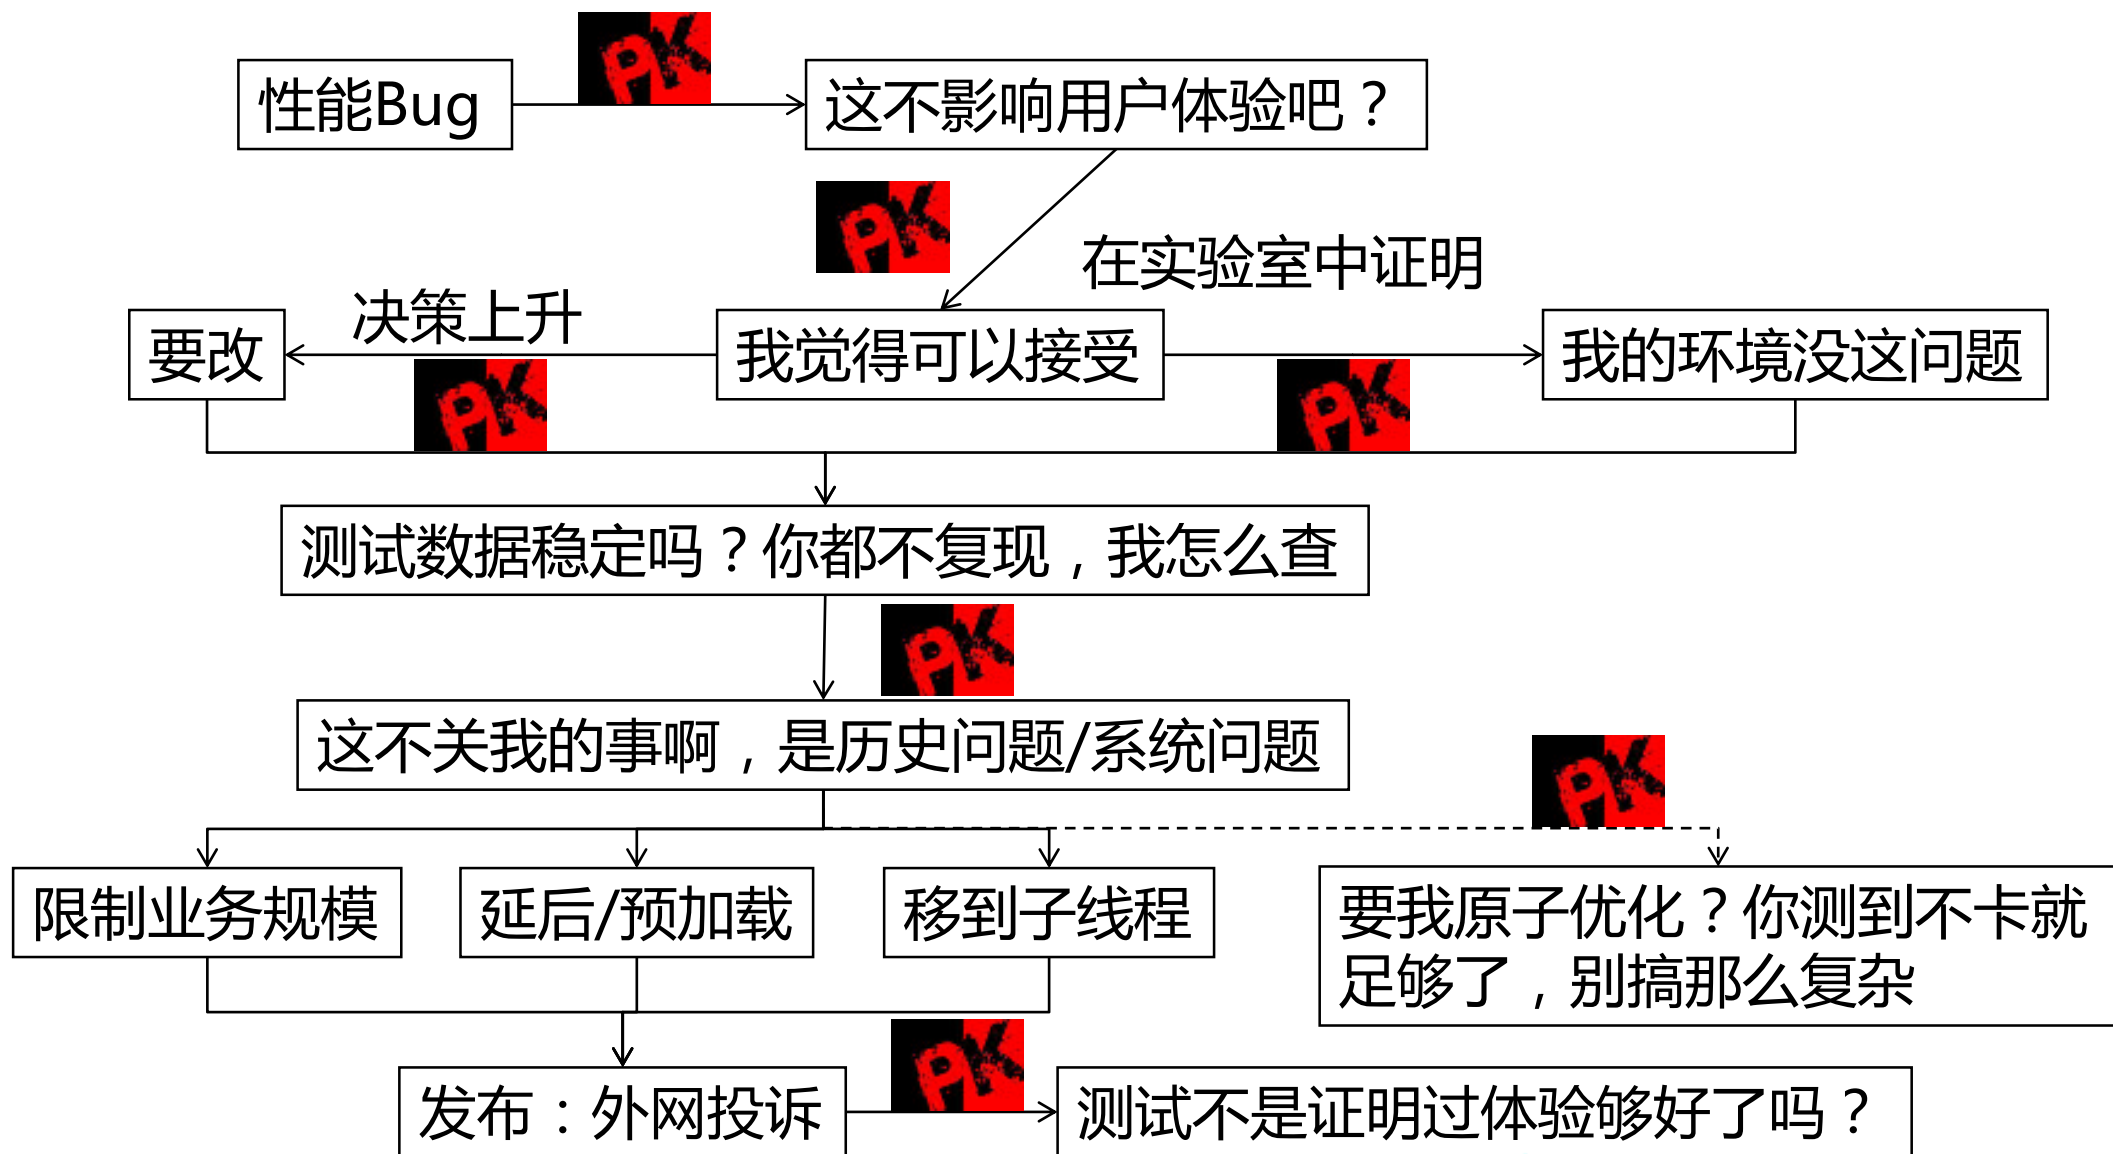 PK
性能Bug
这不影响用户体验吧？
PK
在实验室中证明
决策上升
要改
我觉得可以接受
我的环境没这问题
PK
PK
测试数据稳定吗？你都不复现，我怎么查
PK
这不关我的事啊，是历史问题/系统问题
PK
限制业务规模
延后/预加载
移到子线程
要我原子优化？你测到不卡就
足够了，别搞那么复杂
PK
发布：外网投诉
测试不是证明过体验够好了吗？